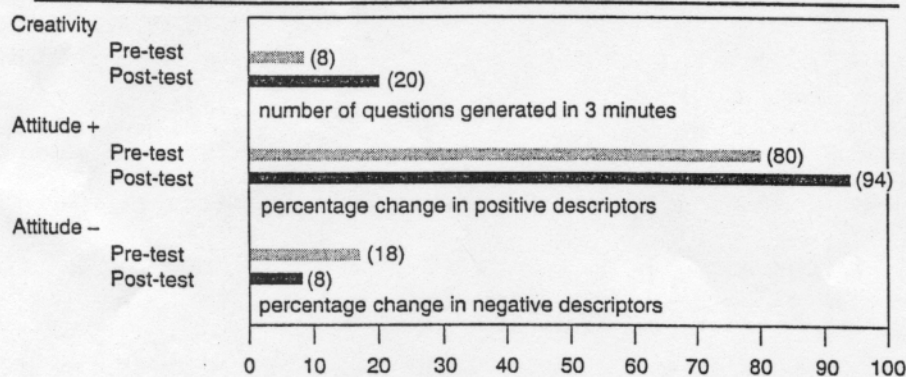 Creativity
Pre-test (8)
Post-test (20)
number of questions generated in 3 minutes
Attitude +
Pre-test (80)
Post-test (94)
percentage change in positive descriptors
Attitude –
Pre-test (18)
Post-test (8)
percentage change in negative descriptors
0 10 20 30 40 50 60 70 80 90 100